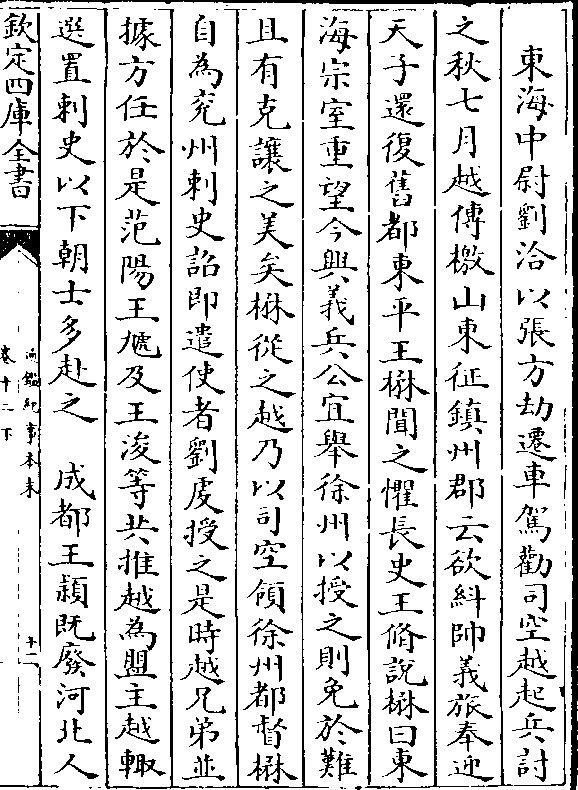 東海中尉劉洽以張方劫遷車駕勸司空越起兵討
之秋七月越傳檄山東征鎮州郡云欲糾帥義旅奉迎
天子還復舊都東平王楙聞之懼長史王脩說楙曰東
海宗室重望今興義兵公宜舉徐州以授之則免於難
且有克讓之美矣楙從之越乃以司空領徐州都督楙
自為兗州刺史詔即遣使者劉虔授之是時越兄弟並
據方任於是范陽王虓及王浚等共推越為盟主越輙
選置刺史以下朝士多赴之 成都王穎既廢河北人
欽定四庫全書
通鑑紀事本末
卷十二下